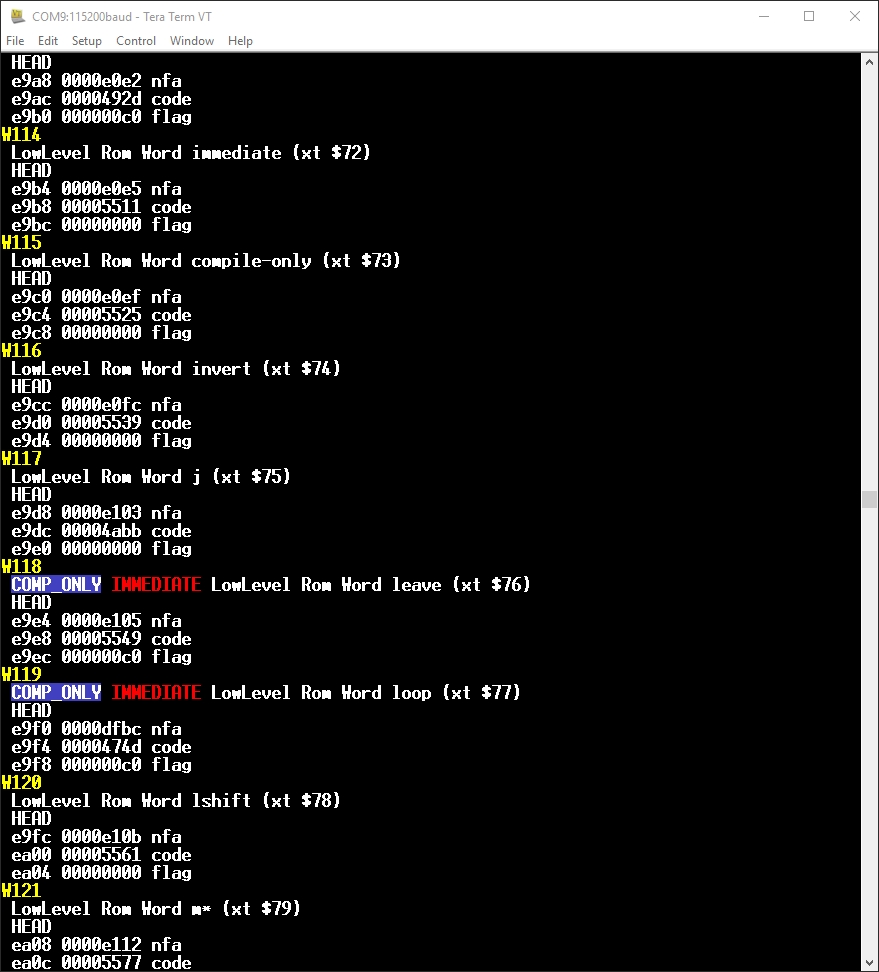 COM9:115200baud - Tera Term VT
File Edit Setup Control Window Help
HEAD
e9a8 0000e0e2 nfa
e9ac 0000492d code
e9b0 000000c0 flag
W114
LowLevel Rom Word immediate (xt $72)
HEAD
e9b4 0000e0e5 nfa
e9b8 00005511 code
e9bc 00000000 flag
W115
LowLevel Rom Word compile-only (xt $73)
HEAD
e9c0 0000e0ef nfa
e9c4 00005525 code
e9c8 00000000 flag
W116
LowLevel Rom Word invert (xt $74)
HEAD
e9cc 0000e0fc nfa
e9d0 00005539 code
e9d4 00000000 flag
W117
LowLevel Rom Word j (xt $75)
HEAD
e9d8 0000e103 nfa
e9dc 00004abb code
e9e0 00000000 flag
W118
COMP_ONLY IMMEDIATE LowLevel Rom Word leave (xt $76)
HEAD
e9e4 0000e105 nfa
e9e8 00005549 code
e9ec 000000c0 flag
W119
COMP_ONLY IMMEDIATE LowLevel Rom Word loop (xt $77)
HEAD
e9f0 0000dfbc nfa
e9f4 0000474d code
e9f8 000000c0 flag
W120
LowLevel Rom Word lshift (xt $78)
HEAD
e9fc 0000e10b nfa
ea00 00005561 code
ea04 00000000 flag
W121
LowLevel Rom Word m* (xt $79)
HEAD
ea08 0000e112 nfa
ea0c 00005577 code